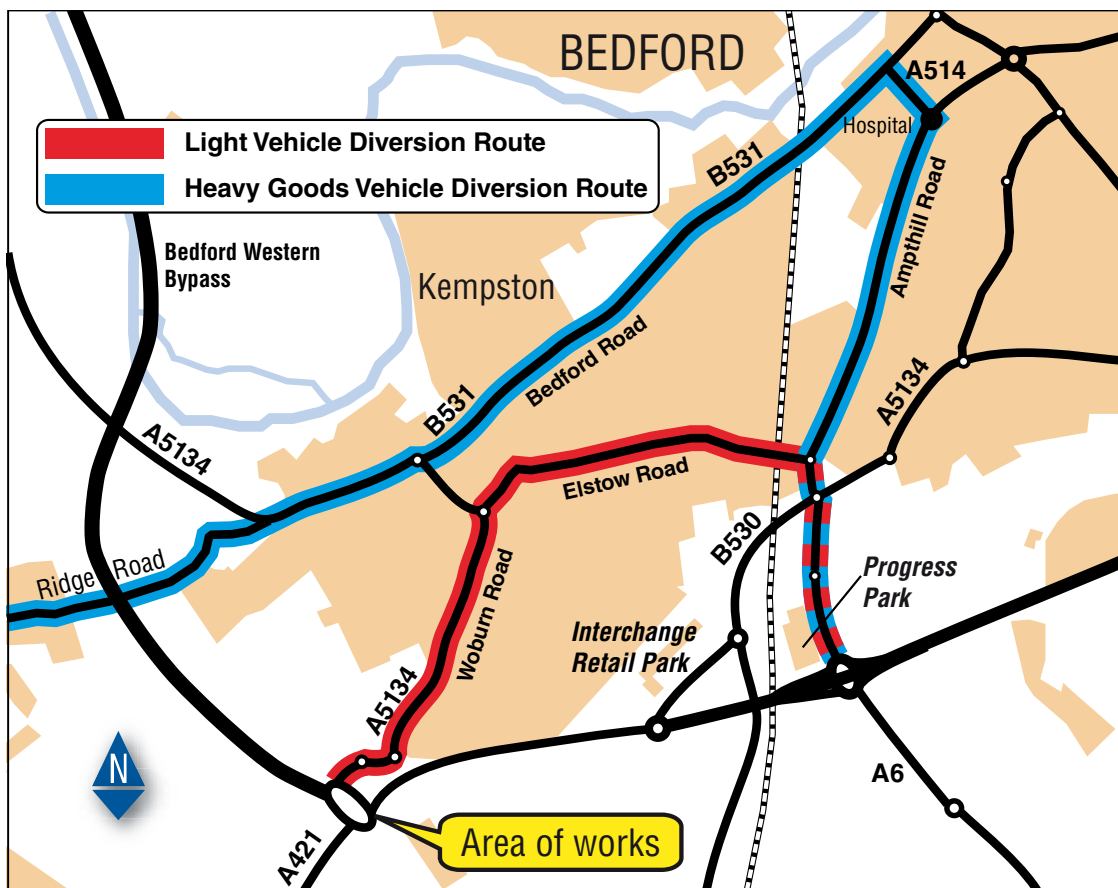 BEDFORD
A514
Hospital
Light Vehicle Diversion Route
Heavy Goods Vehicle Diversion Route
B531
Ampthill Road
Bedford Western
Bypass
Kempston
Bedford Road
B531
A5134
A5134
Elstow Road
Ridge Road
B530
Progress
Park
Woburn Road
Interchange
Retail Park
A5134
A6
N
A421
Area of works